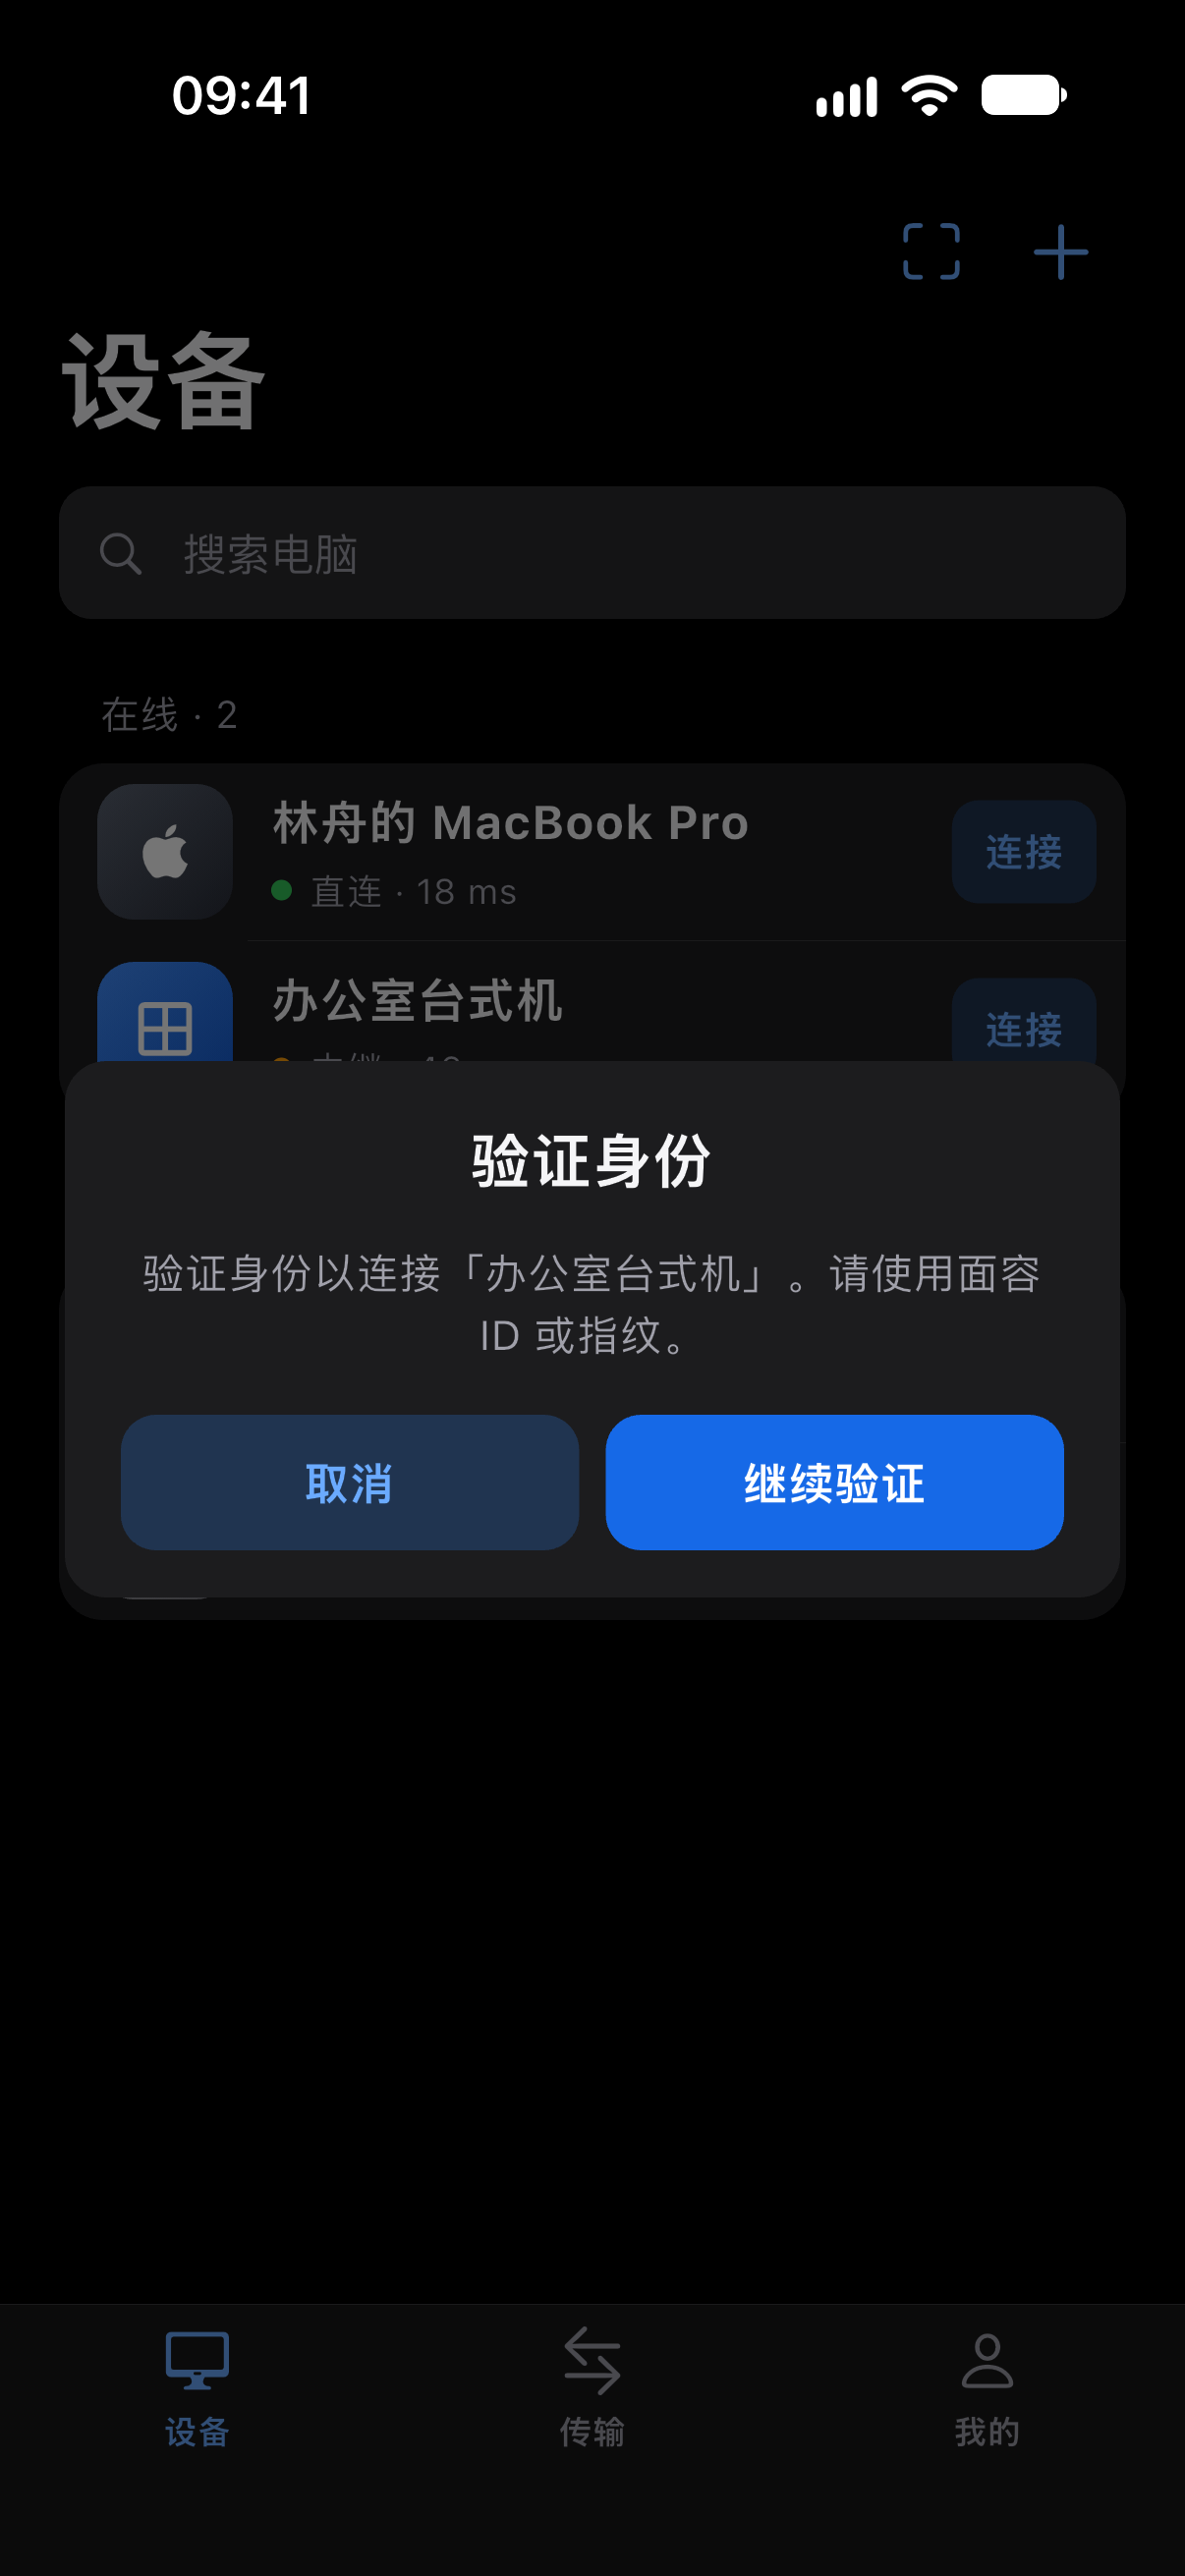 09:41
设备
搜索电脑
在线 · 2
林舟的 MacBook Pro
连接
直连 · 18 ms
办公室台式机
连接
验证身份
验证身份以连接「办公室台式机」。请使用面容
ID 或指纹。
取消
继续验证
设备
传输
我的